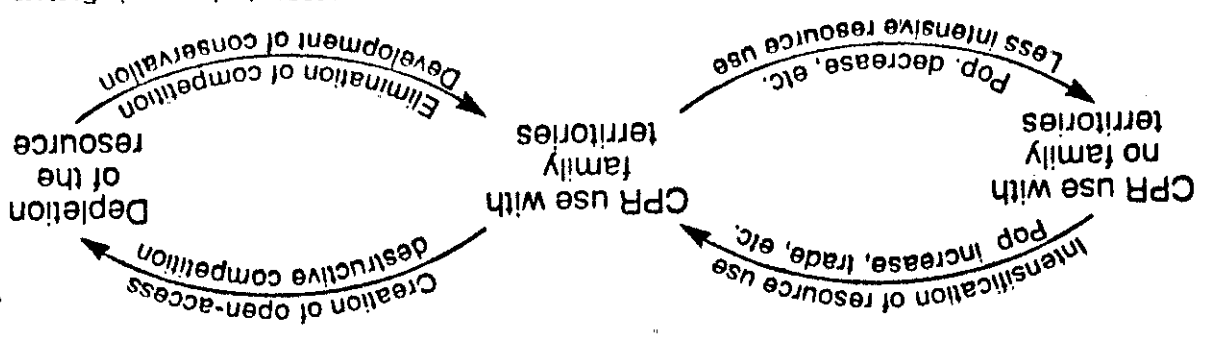 Creation of open-access
destructive competition
Intensification of resource use
Pop increase, trade, etc.
Depletion
of the
resource
CPR use with
family
territories
CPR use with
no family
territories
Elimination of competition
Development of conservation
Pop. decrease, etc.
Less intensive resource use